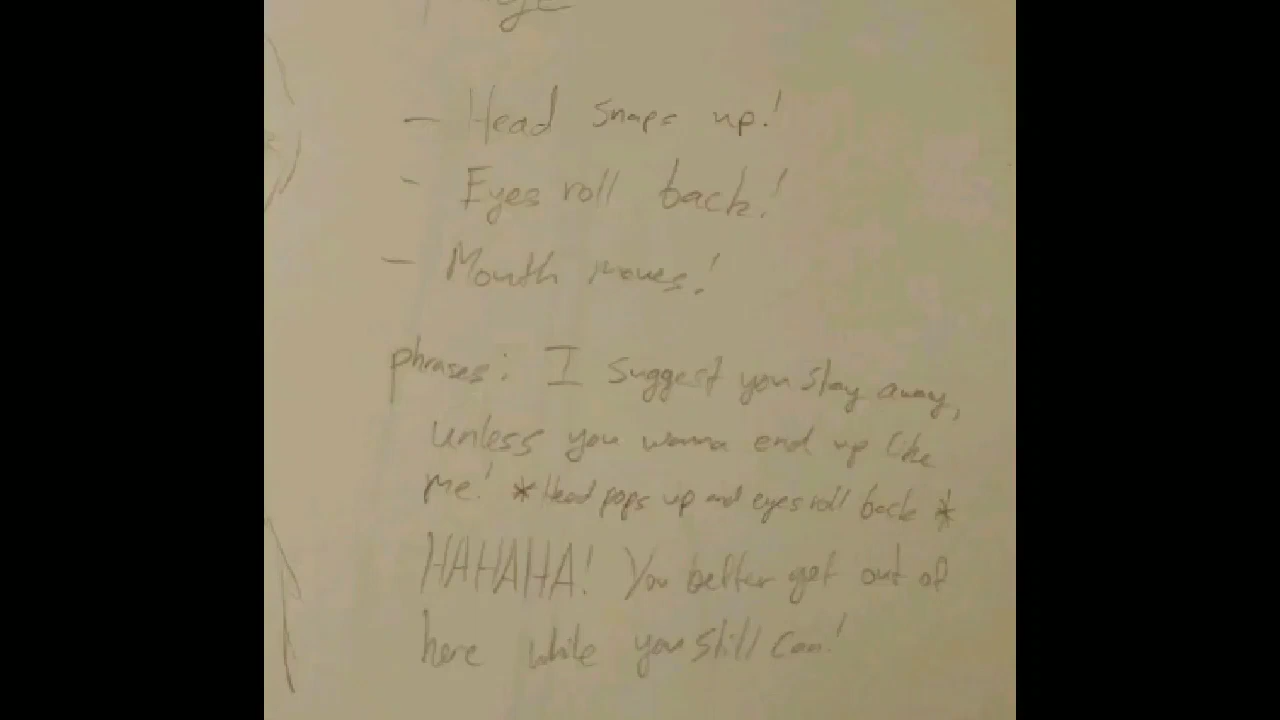 - Head snaps up!
- Eyes roll back!
- Mouth moves!
phrases: I suggest you stay away,
unless you wanna end up like
me! *Head pops up and eyes roll back*
HAHAHA! You better get out of
here while you still can!